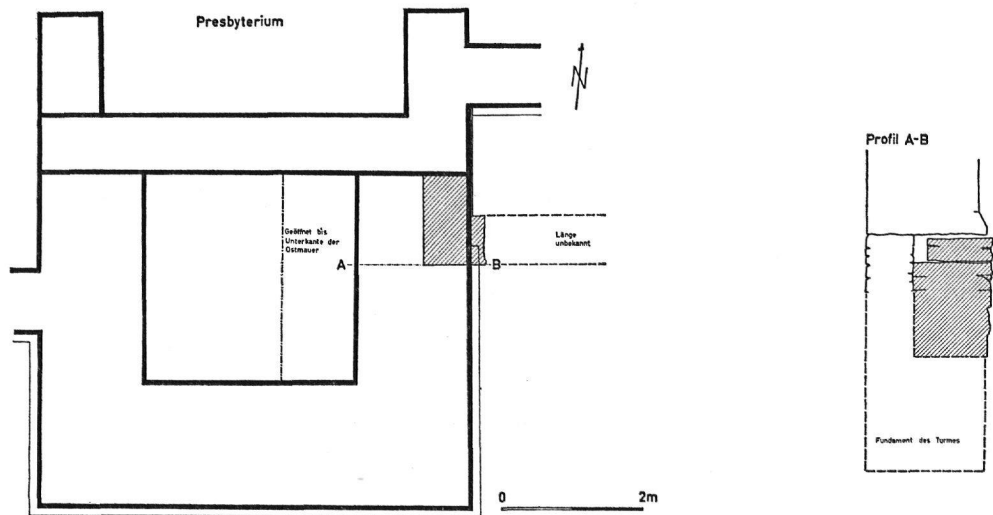 Presbyterium
N
Profil A-B
Geöffnet bis
Unterkante der
Ostmauer
Länge
unbekannt
A
B
Fundament des Turmes
0
2m